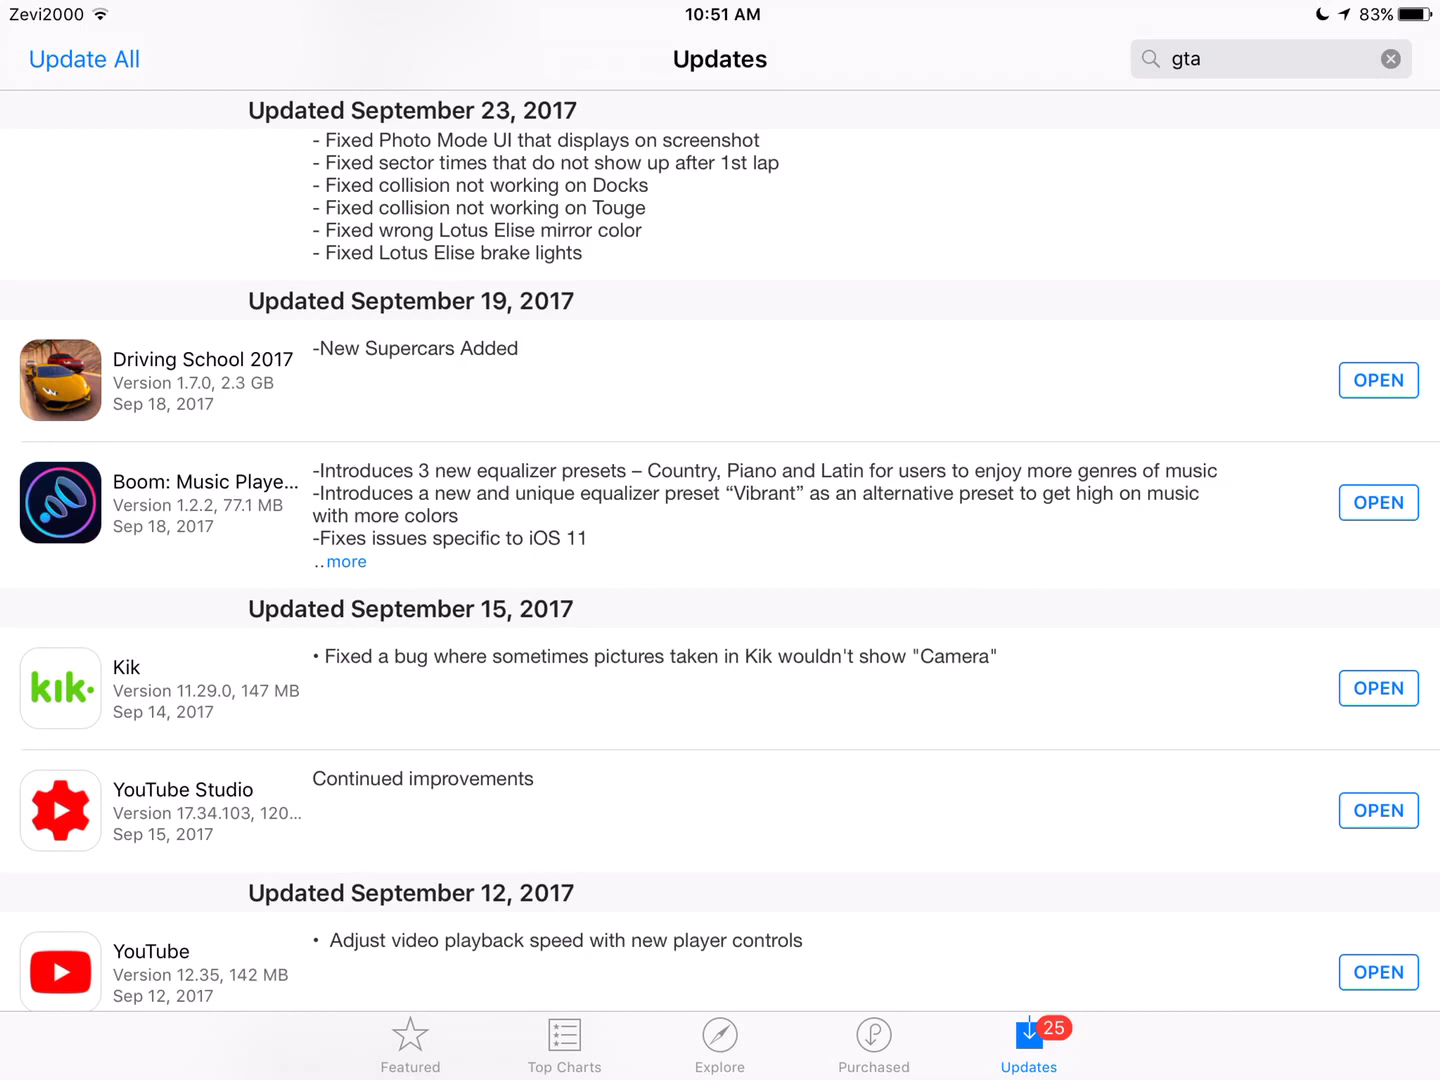 Zevi2000
10:51 AM
83%
Update All
Updates
gta
Updated September 23, 2017
- Fixed Photo Mode UI that displays on screenshot
- Fixed sector times that do not show up after 1st lap
- Fixed collision not working on Docks
- Fixed collision not working on Touge
- Fixed wrong Lotus Elise mirror color
- Fixed Lotus Elise brake lights
Updated September 19, 2017
Driving School 2017
Version 1.7.0, 2.3 GB
Sep 18, 2017
-New Supercars Added
OPEN
Boom: Music Playe...
Version 1.2.2, 77.1 MB
Sep 18, 2017
-Introduces 3 new equalizer presets – Country, Piano and Latin for users to enjoy more genres of music
-Introduces a new and unique equalizer preset “Vibrant” as an alternative preset to get high on music
with more colors
-Fixes issues specific to iOS 11
..more
OPEN
Updated September 15, 2017
kik.
Kik
Version 11.29.0, 147 MB
Sep 14, 2017
• Fixed a bug where sometimes pictures taken in Kik wouldn't show "Camera"
OPEN
YouTube Studio
Version 17.34.103, 120...
Sep 15, 2017
Continued improvements
OPEN
Updated September 12, 2017
YouTube
Version 12.35, 142 MB
Sep 12, 2017
• Adjust video playback speed with new player controls
OPEN
Featured
Top Charts
Explore
Purchased
25
Updates